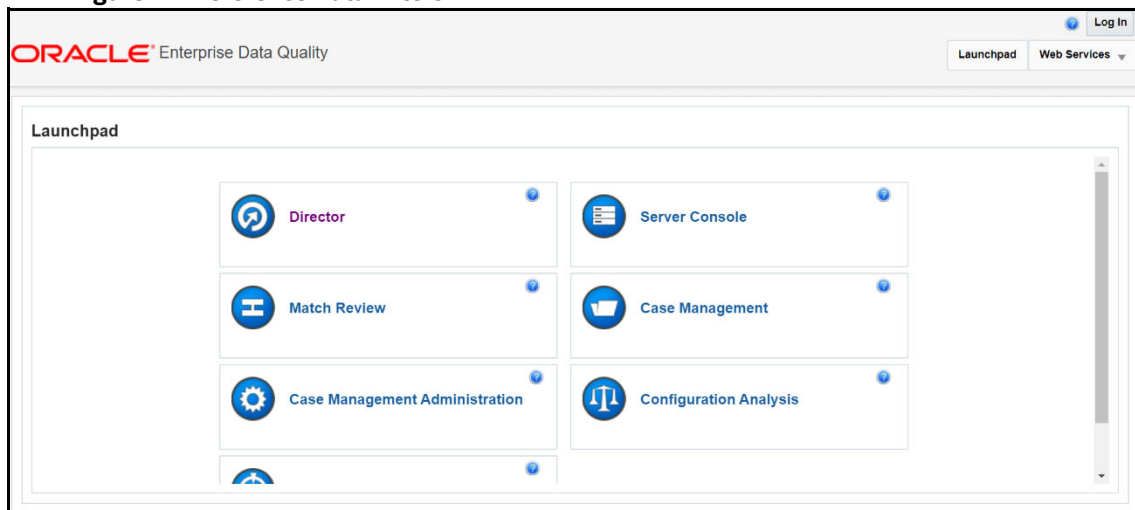 Log In
ORACLE Enterprise Data Quality
Launchpad Web Services
Launchpad
Director
Server Console
Match Review
Case Management
Case Management Administration
Configuration Analysis